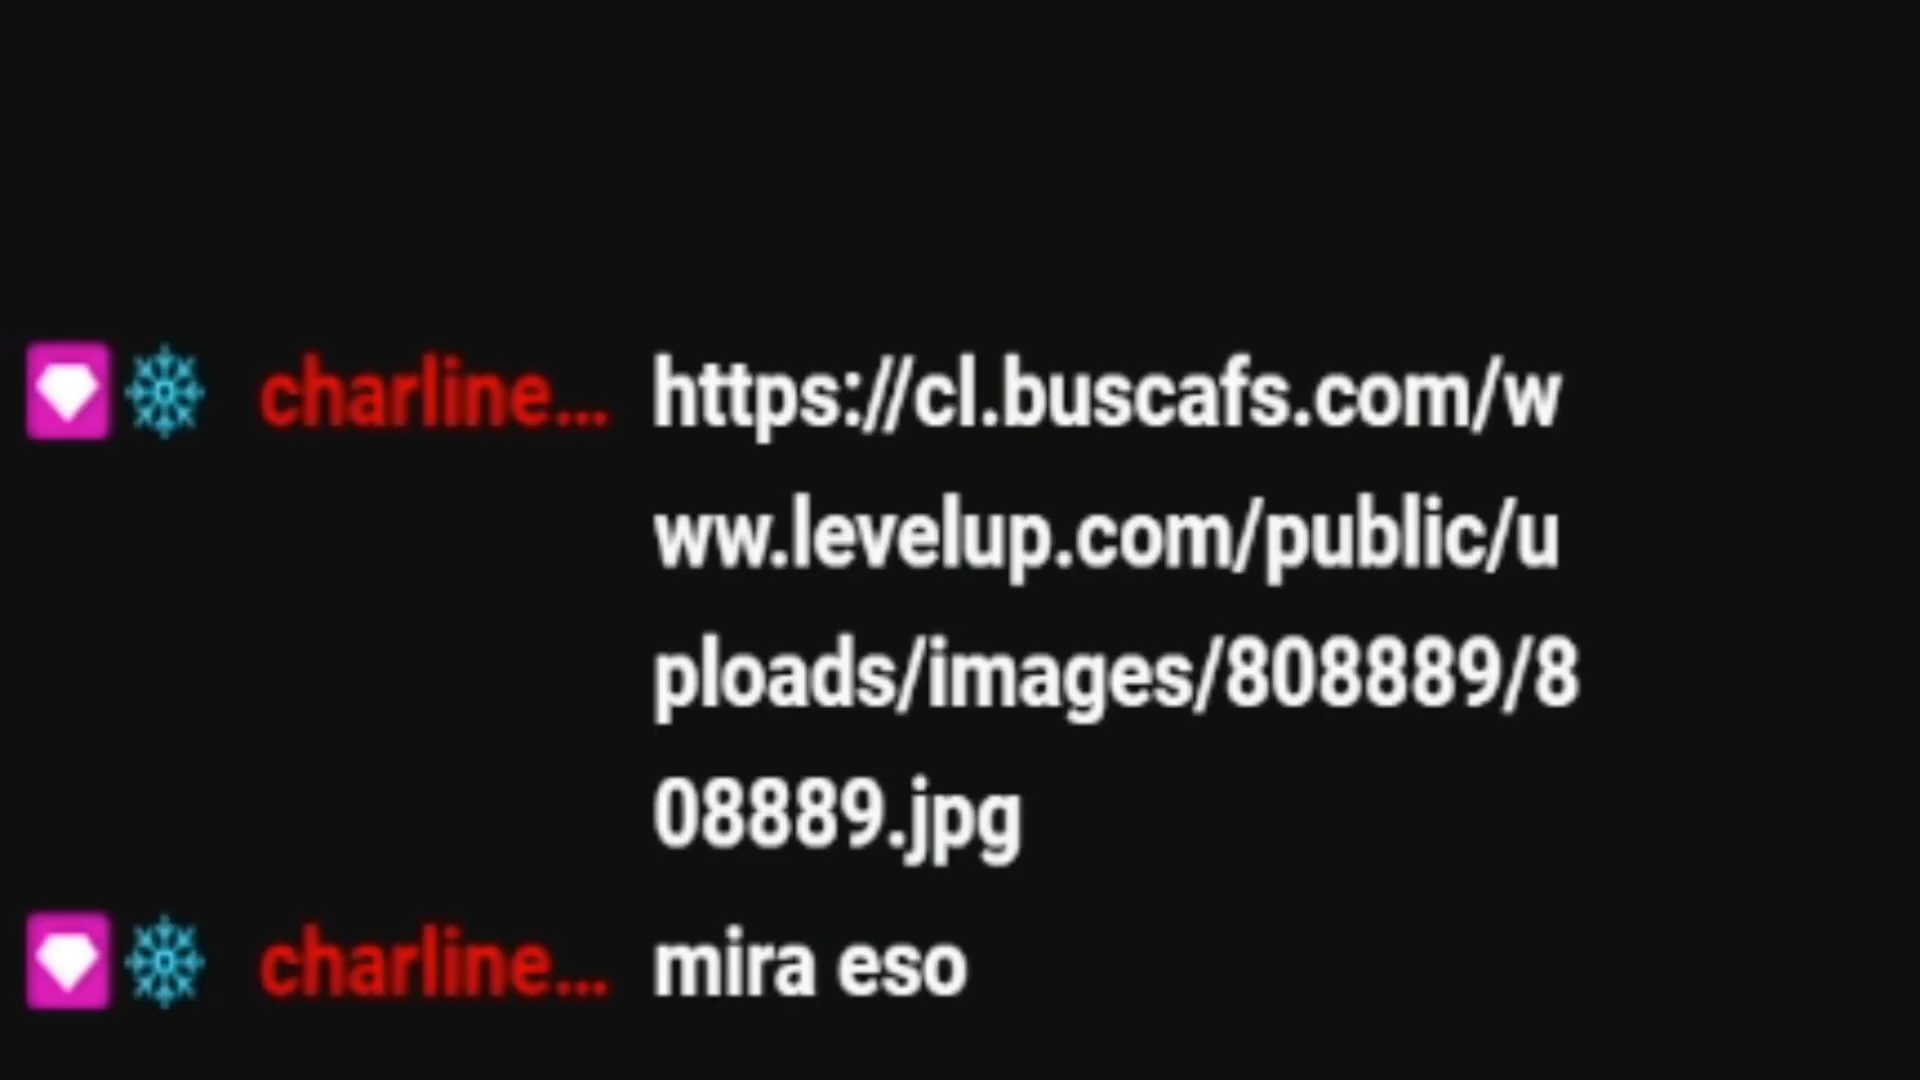 charline... https://cl.buscafs.com/w
ww.levelup.com/public/u
ploads/images/808889/8
08889.jpg
charline... mira eso